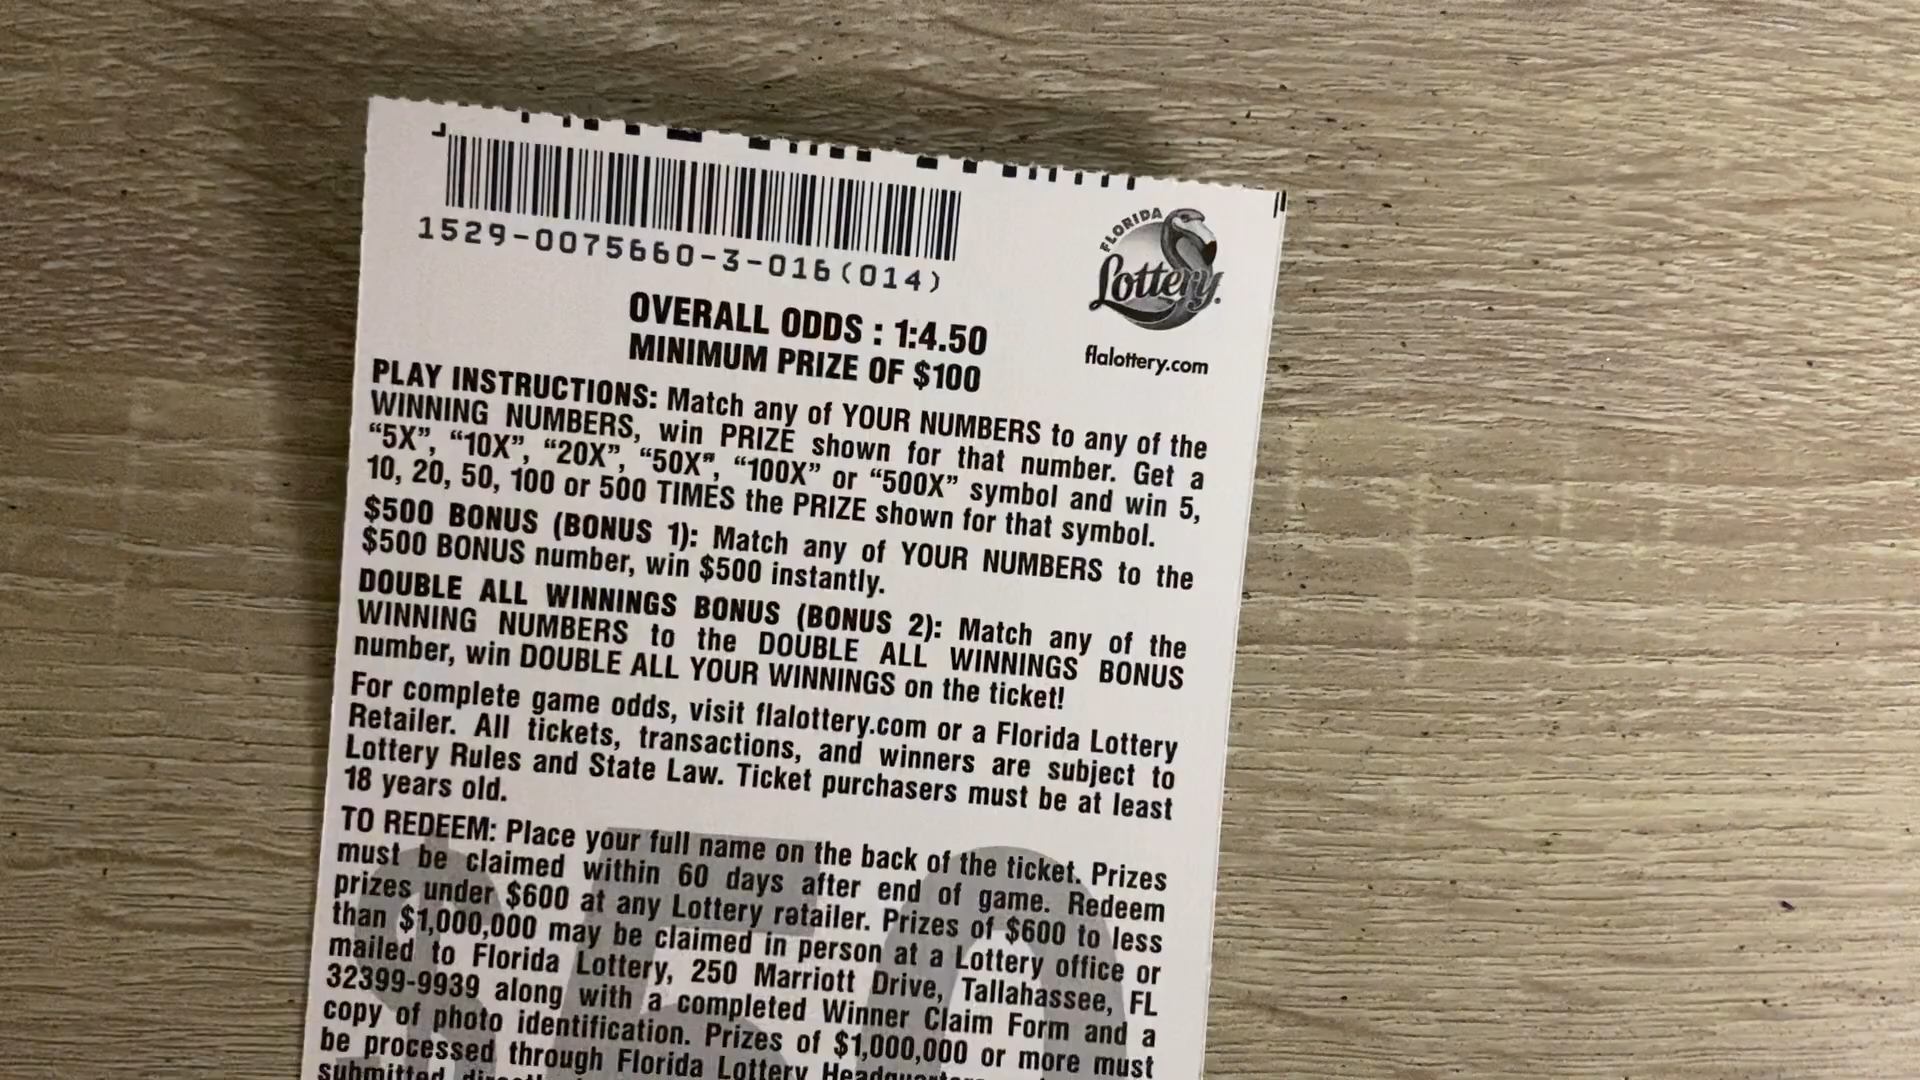 1529-0075660-3-016(014)
FLORIDA
Lottery
flalottery.com
OVERALL ODDS : 1:4.50
MINIMUM PRIZE OF $100
PLAY INSTRUCTIONS: Match any of YOUR NUMBERS to any of the
WINNING NUMBERS, win PRIZE shown for that number. Get a
“5X”, “10X”, “20X”, “50X”, “100X” or “500X” symbol and win 5,
10, 20, 50, 100 or 500 TIMES the PRIZE shown for that symbol.
$500 BONUS (BONUS 1): Match any of YOUR NUMBERS to the
$500 BONUS number, win $500 instantly.
DOUBLE ALL WINNINGS BONUS (BONUS 2): Match any of the
WINNING NUMBERS to the DOUBLE ALL WINNINGS BONUS
number, win DOUBLE ALL YOUR WINNINGS on the ticket!
For complete game odds, visit flalottery.com or a Florida Lottery
Retailer. All tickets, transactions, and winners are subject to
Lottery Rules and State Law. Ticket purchasers must be at least
18 years old.
TO REDEEM: Place your full name on the back of the ticket. Prizes
must be claimed within 60 days after end of game. Redeem
prizes under $600 at any Lottery retailer. Prizes of $600 to less
than $1,000,000 may be claimed in person at a Lottery office or
mailed to Florida Lottery, 250 Marriott Drive, Tallahassee, FL
32399-9939 along with a completed Winner Claim Form and a
copy of photo identification. Prizes of $1,000,000 or more must
be processed through Florida Lottery
submitted